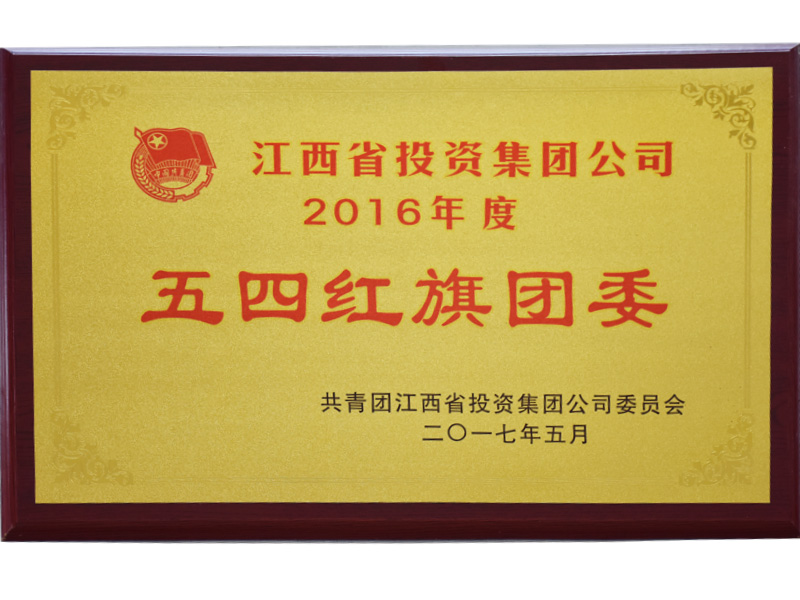 江西省投资集团公司
2016年度
五四红旗团委
共青团江西省投资集团公司委员会
二〇一七年五月